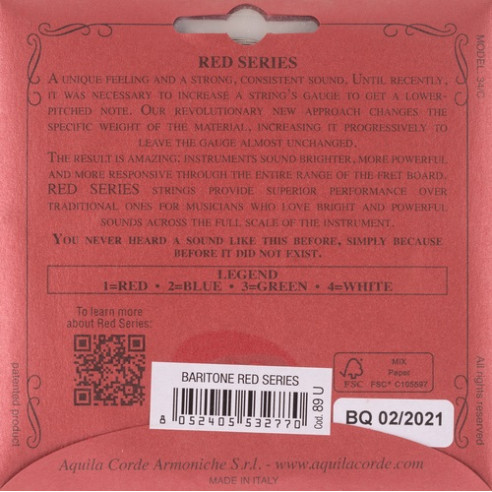 RED SERIES
A UNIQUE FEELING AND A STRONG, CONSISTENT SOUND. UNTIL RECENTLY,
IT WAS NECESSARY TO INCREASE A STRING'S GAUGE TO GET A LOWER-
PITCHED NOTE. OUR REVOLUTIONARY NEW APPROACH CHANGES THE
SPECIFIC WEIGHT OF THE MATERIAL, INCREASING IT PROGRESSIVELY TO
LEAVE THE GAUGE ALMOST UNCHANGED.
THE RESULT IS AMAZING: INSTRUMENTS SOUND BRIGHTER, MORE POWERFUL
AND MORE RESPONSIVE THROUGH THE ENTIRE RANGE OF THE FRET BOARD.
RED SERIES STRINGS PROVIDE SUPERIOR PERFORMANCE OVER
TRADITIONAL ONES FOR MUSICIANS WHO LOVE BRIGHT AND POWERFUL
SOUNDS ACROSS THE FULL SCALE OF THE INSTRUMENT.
YOU NEVER HEARD A SOUND LIKE THIS BEFORE, SIMPLY BECAUSE
BEFORE IT DID NOT EXIST.
LEGEND
1=RED • 2=BLUE • 3=GREEN • 4=WHITE
To learn more
about Red Series:
MODEL: 34C
patented product
All rights reserved
FSC
MIX
Paper
FSC® C105597
BARITONE RED SERIES
8 052405 532770
Cod. 89 U
BQ 02/2021
Aquila Corde Armoniche S.r.l. - www.aquilacorde.com
MADE IN ITALY